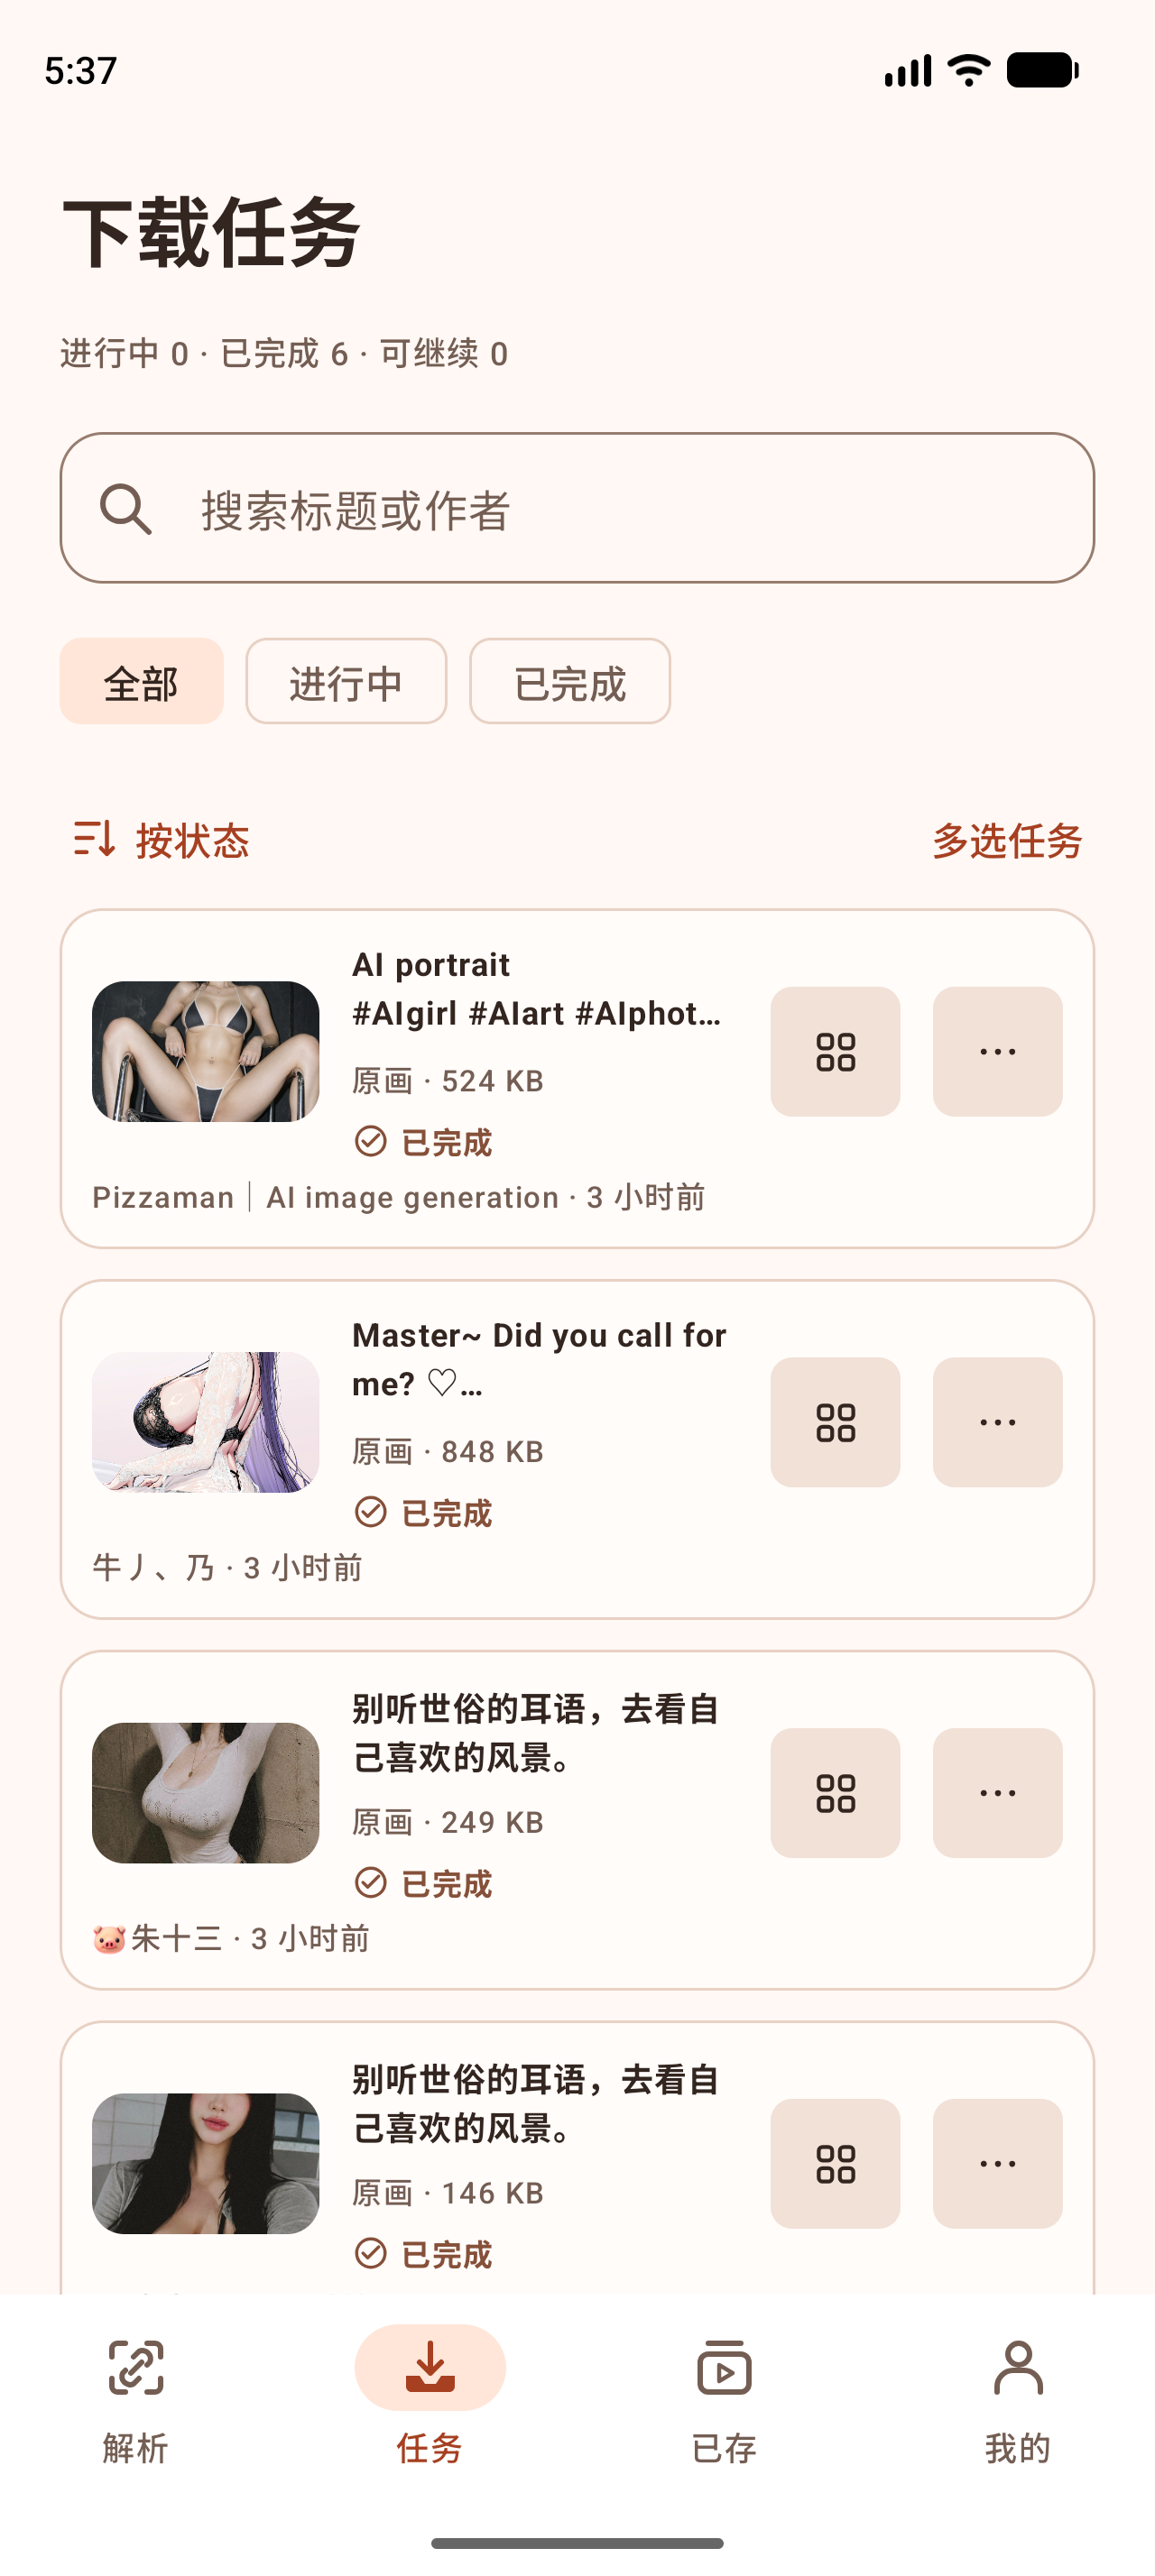 5:37
下载任务
进行中 0 · 已完成 6 · 可继续 0
搜索标题或作者
全部
进行中
已完成
按状态
多选任务
AI portrait
#AIgirl #AIart #AIphot…
原画 · 524 KB
已完成
Pizzaman｜AI image generation · 3 小时前
Master~ Did you call for
me? ♡…
原画 · 848 KB
已完成
牛丿、乃 · 3 小时前
别听世俗的耳语，去看自
己喜欢的风景。
原画 · 249 KB
已完成
🐷朱十三 · 3 小时前
别听世俗的耳语，去看自
己喜欢的风景。
原画 · 146 KB
已完成
解析
任务
已存
我的